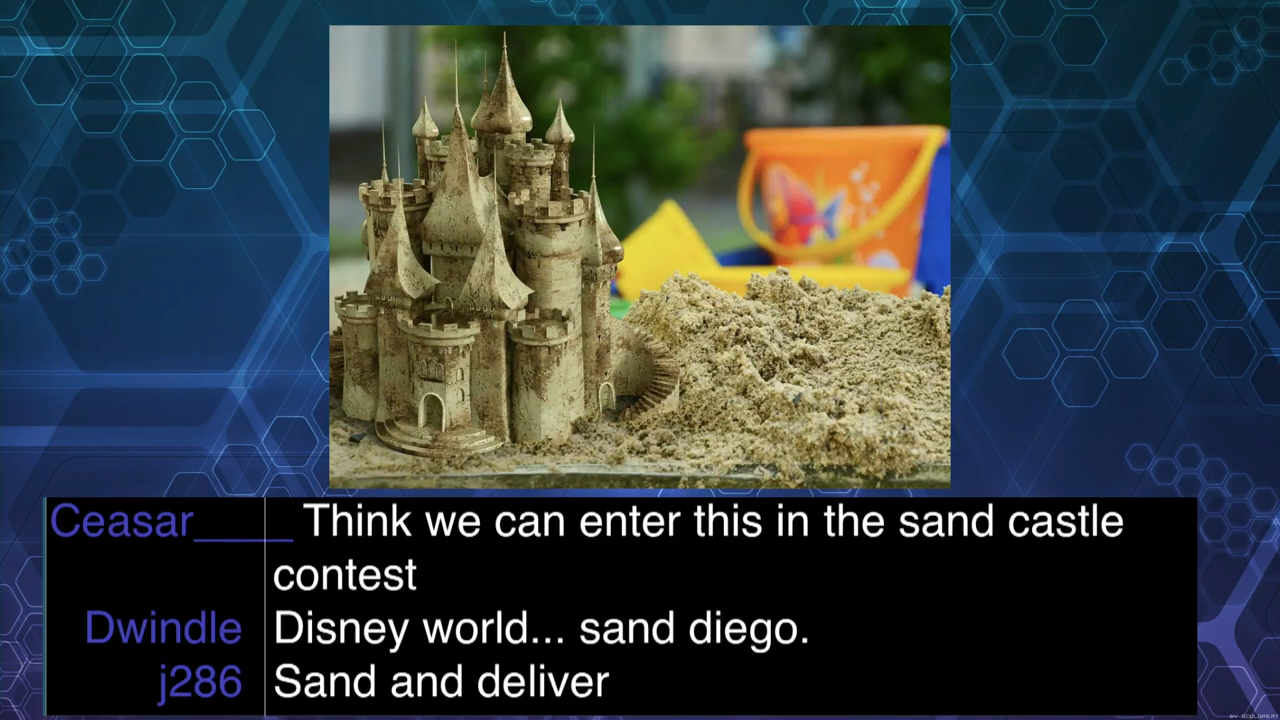 Ceasar_____ Think we can enter this in the sand castle
contest
Dwindle Disney world... sand diego.
j286 Sand and deliver